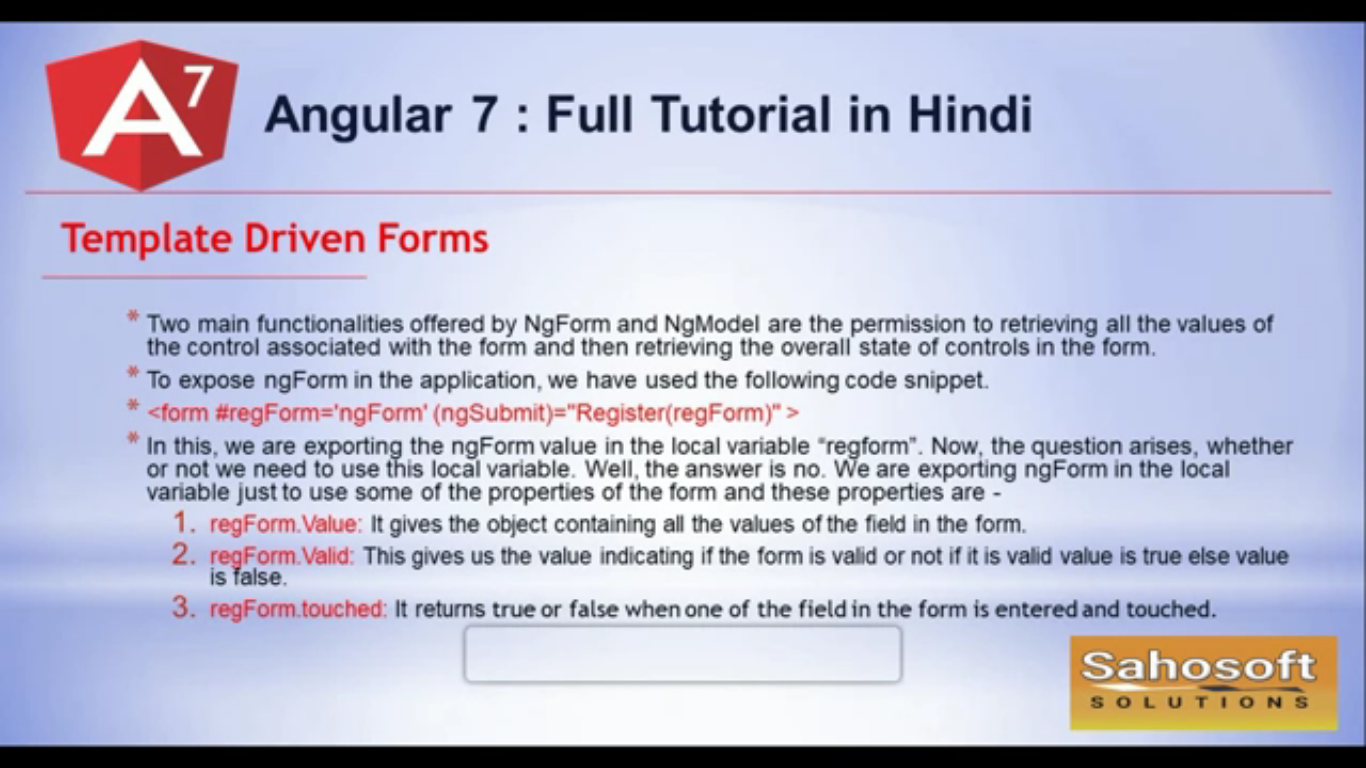 A7
Angular 7 : Full Tutorial in Hindi
Template Driven Forms
* Two main functionalities offered by NgForm and NgModel are the permission to retrieving all the values of
the control associated with the form and then retrieving the overall state of controls in the form.
* To expose ngForm in the application, we have used the following code snippet.
* <form #regForm='ngForm' (ngSubmit)="Register(regForm)" >
* In this, we are exporting the ngForm value in the local variable “regform”. Now, the question arises, whether
or not we need to use this local variable. Well, the answer is no. We are exporting ngForm in the local
variable just to use some of the properties of the form and these properties are -
1. regForm.Value: It gives the object containing all the values of the field in the form.
2. regForm.Valid: This gives us the value indicating if the form is valid or not if it is valid value is true else value
is false.
3. regForm.touched: It returns true or false when one of the field in the form is entered and touched.
Sahosoft
SOLUTIONS